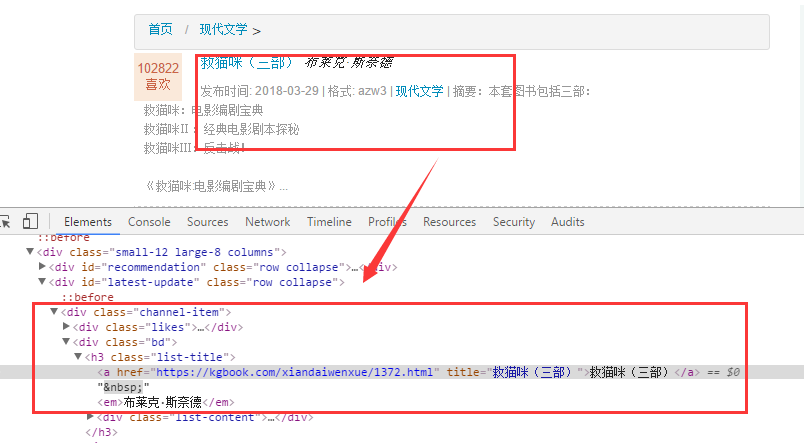 首页 / 现代文学 >
102822
喜欢
救猫咪（三部） 布莱克·斯奈德
发布时间: 2018-03-29 | 格式: azw3 | 现代文学 | 摘要：本套图书包括三部：
救猫咪：电影编剧宝典
救猫咪II ：经典电影剧本探秘
救猫咪III：反击战！
《救猫咪:电影编剧宝典》...
Elements Console Sources Network Timeline Profiles Resources Security Audits
::before
▼<div class="small-12 large-8 columns">
▶<div id="recommendation" class="row collapse">…</div>
▼<div id="latest-update" class="row collapse">
::before
▼<div class="channel-item">
▶<div class="likes">…</div>
▼<div class="bd">
▼<h3 class="list-title">
<a href="https://kgbook.com/xiandaiwenxue/1372.html" title="救猫咪（三部）">救猫咪（三部）</a> == $0
"&nbsp;"
<em>布莱克·斯奈德</em>
▶<div class="list-content">…</div>
</h3>